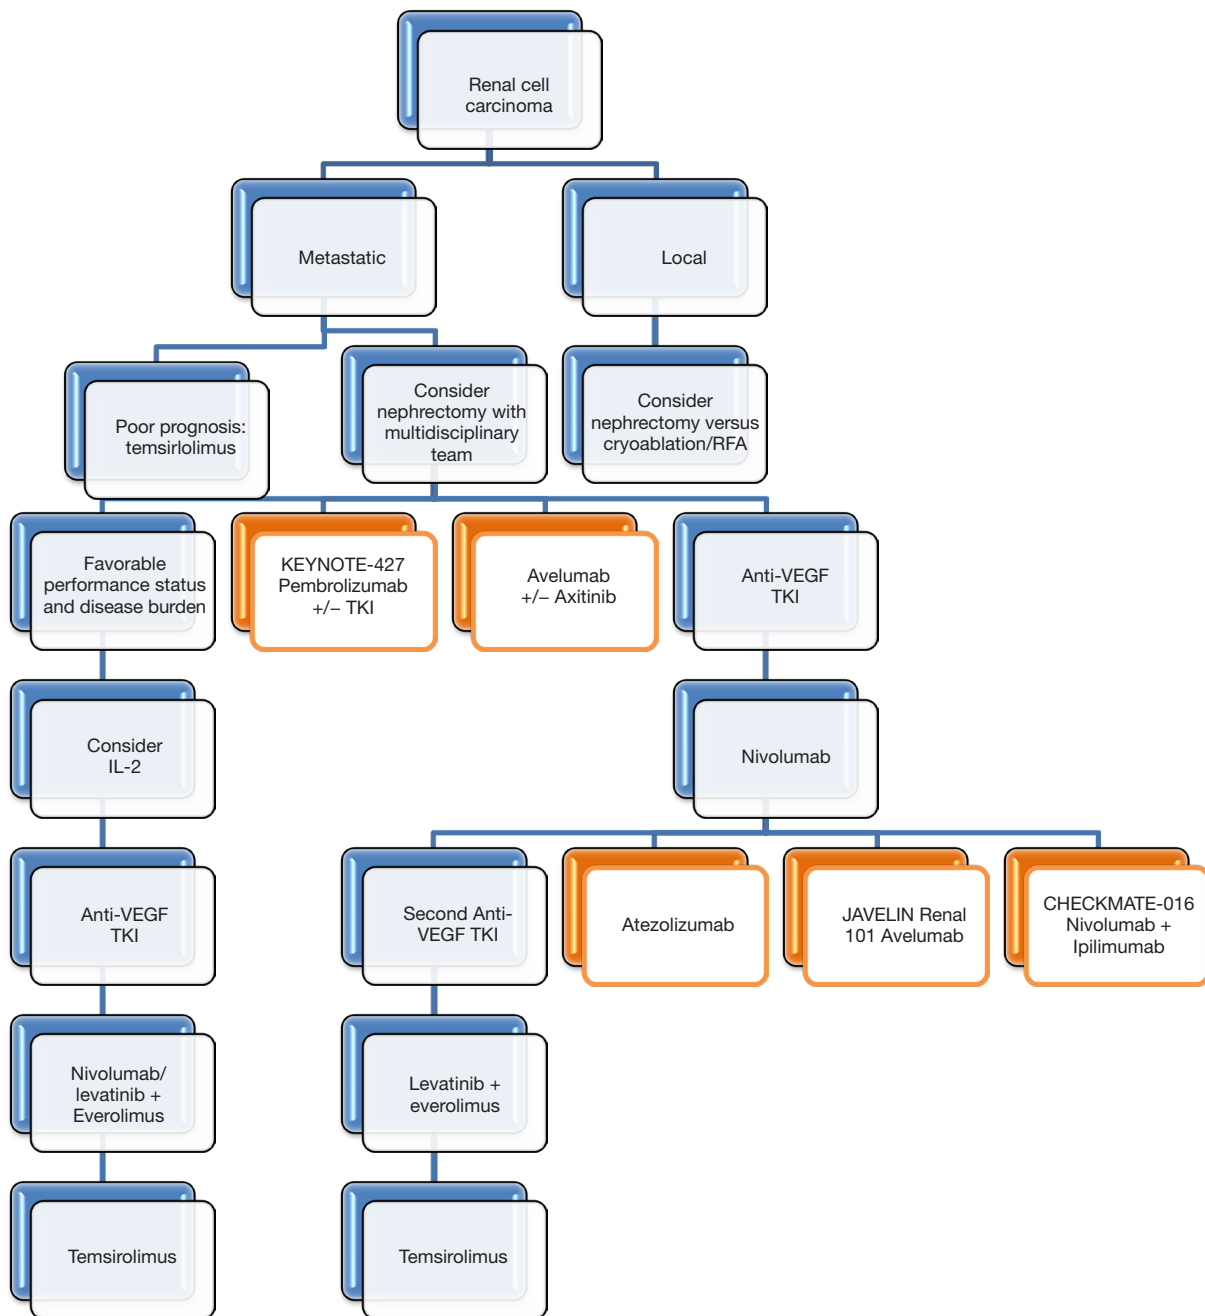 Renal cell
carcinoma
Metastatic
Local
Poor prognosis:
temsirlolimus
Consider
nephrectomy with
multidisciplinary
team
Consider
nephrectomy versus
cryoablation/RFA
Favorable
performance status
and disease burden
KEYNOTE-427
Pembrolizumab
+/− TKI
Avelumab
+/− Axitinib
Anti-VEGF
TKI
Consider
IL-2
Nivolumab
Anti-VEGF
TKI
Second Anti-
VEGF TKI
Atezolizumab
JAVELIN Renal
101 Avelumab
CHECKMATE-016
Nivolumab +
Ipilimumab
Nivolumab/
levatinib +
Everolimus
Levatinib +
everolimus
Temsirolimus
Temsirolimus